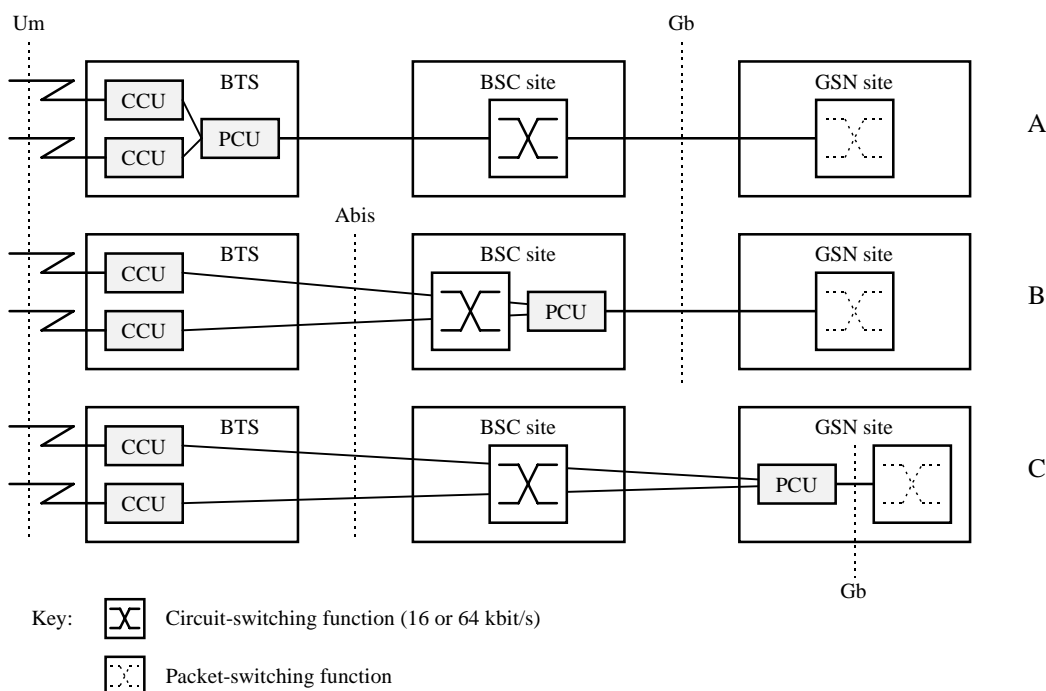 Um
Gb
BTS
BSC site
GSN site
CCU
PCU
CCU
A
Abis
BTS
BSC site
GSN site
CCU
PCU
CCU
B
BTS
BSC site
GSN site
CCU
PCU
CCU
C
Gb
Key:
Circuit-switching function (16 or 64 kbit/s)
Packet-switching function